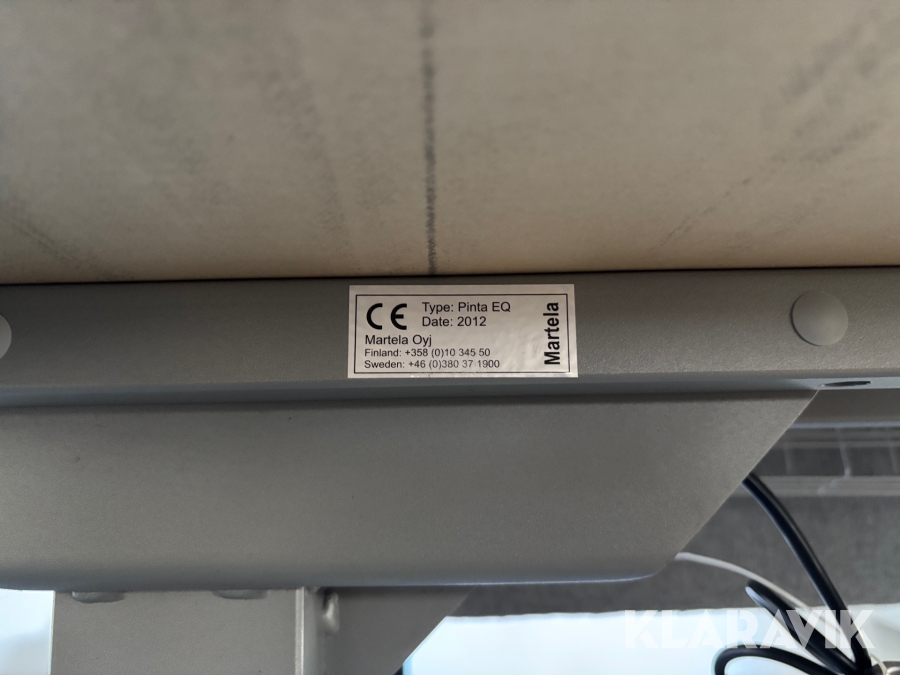 CE
Type: Pinta EQ
Date: 2012
Martela Oyj
Finland: +358 (0)10 345 50
Sweden: +46 (0)380 37 1900
Martela
KLARAVIK